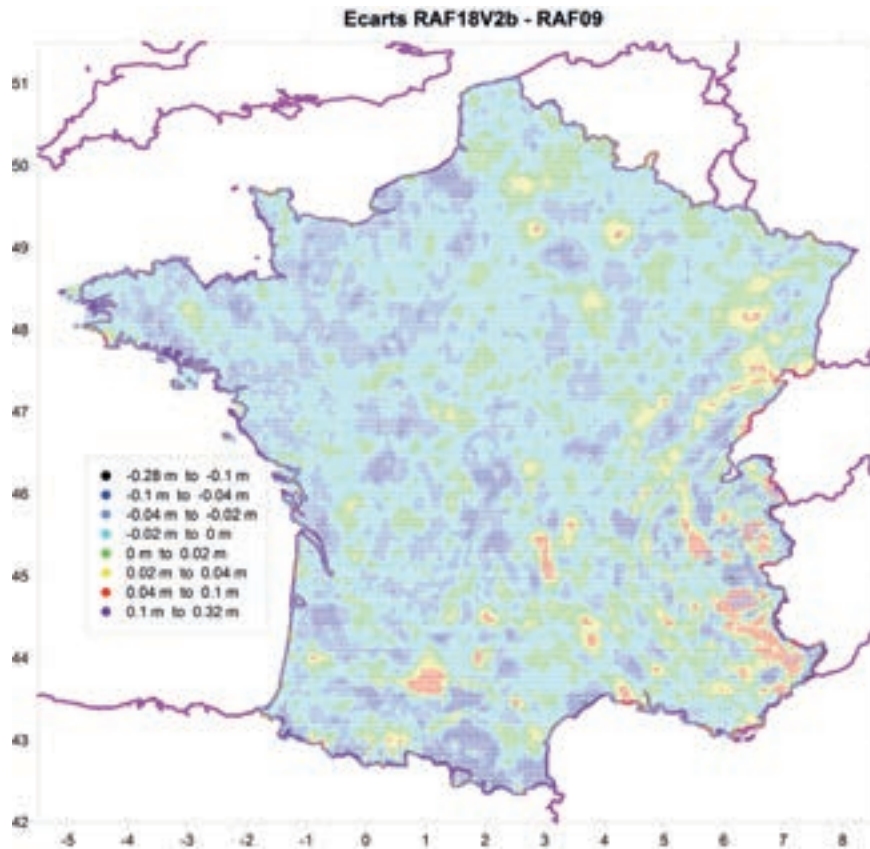 Ecarts RAF18V2b - RAF09
51
50
49
48
47
46
45
44
43
42
-0.28 m to -0.1 m
-0.1 m to -0.04 m
-0.04 m to -0.02 m
-0.02 m to 0 m
0 m to 0.02 m
0.02 m to 0.04 m
0.04 m to 0.1 m
0.1 m to 0.32 m
-5 -4 -3 -2 -1 0 1 2 3 4 5 6 7 8